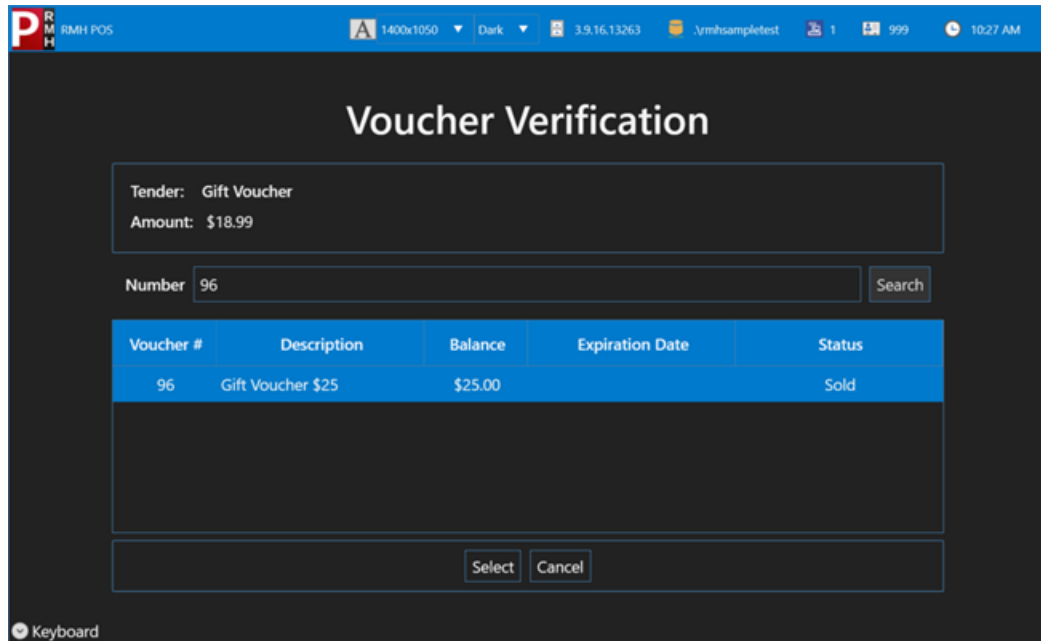 P RMH RMH POS A 1400x1050 Dark 3.9.16.13263 .\rmhsampletest 1 999 10:27 AM
Voucher Verification
Tender: Gift Voucher
Amount: $18.99
Number 96 Search
Voucher # Description Balance Expiration Date Status
96 Gift Voucher $25 $25.00 Sold
Select Cancel
Keyboard